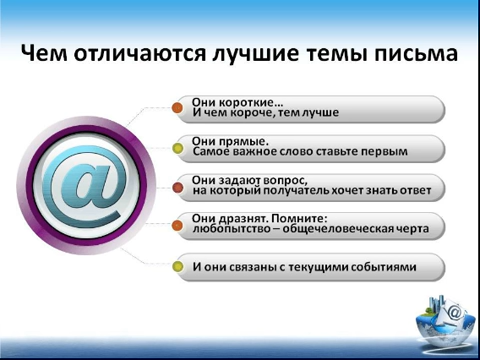 Чем отличаются лучшие темы письма
Они короткие...
И чем короче, тем лучше
Они прямые.
Самое важное слово ставьте первым
Они задают вопрос,
на который получатель хочет знать ответ
Они дразнят. Помните:
любопытство – общечеловеческая черта
И они связаны с текущими событиями
@
@